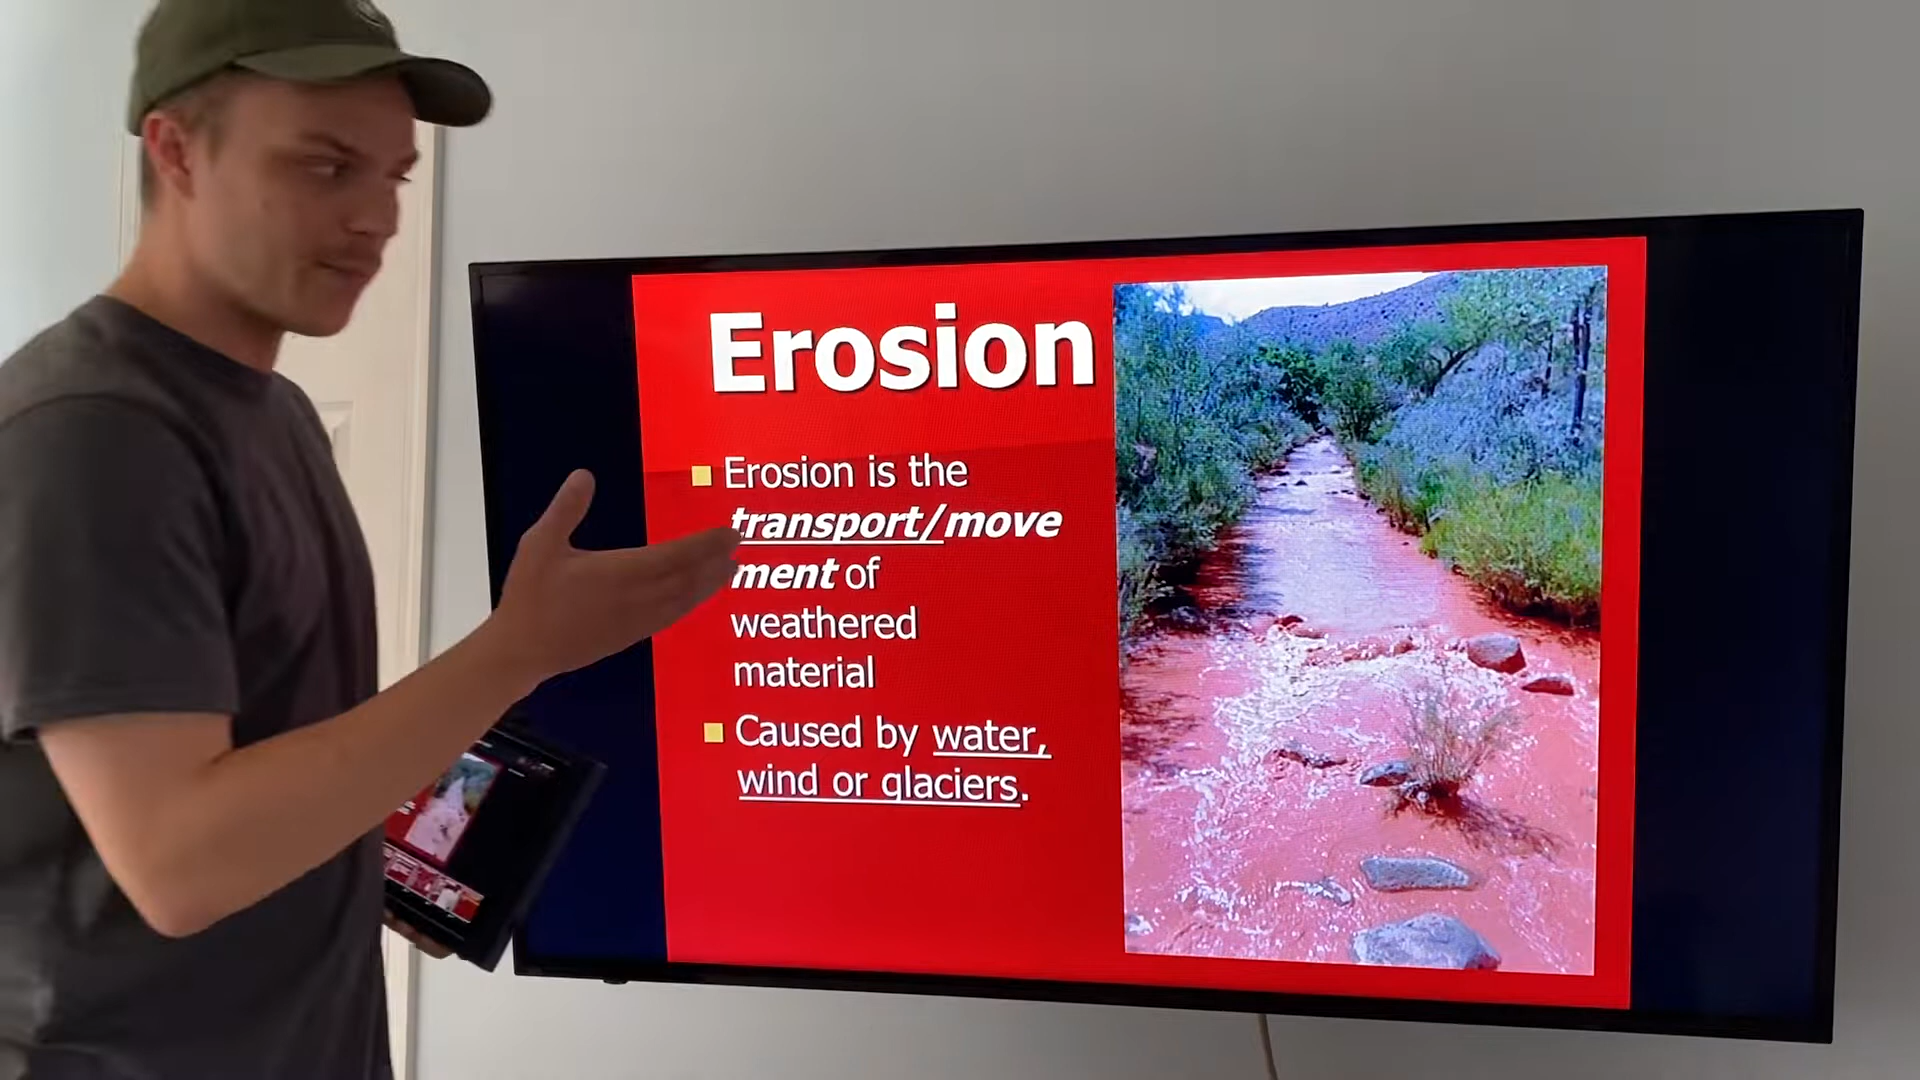 Erosion
Erosion is the
transport/move
ment of
weathered
material
Caused by water,
wind or glaciers.